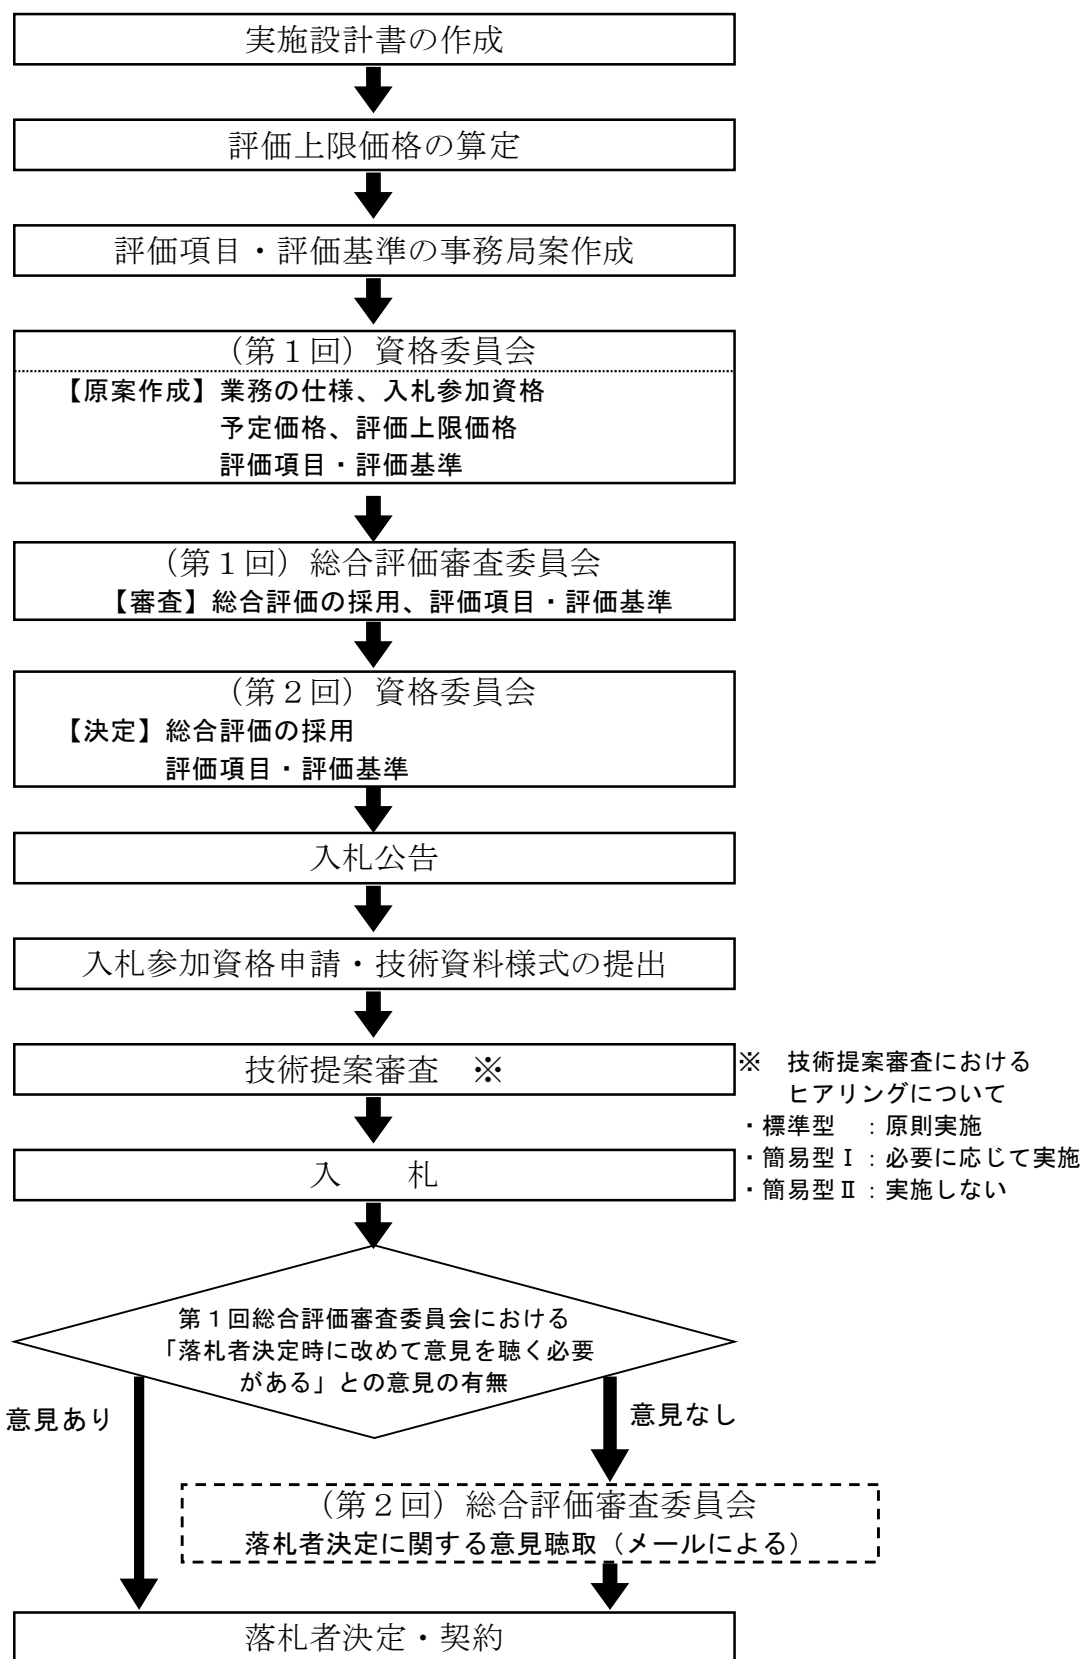 実施設計書の作成
評価上限価格の算定
評価項目・評価基準の事務局案作成
（第１回）資格委員会
【原案作成】業務の仕様、入札参加資格
予定価格、評価上限価格
評価項目・評価基準
（第１回）総合評価審査委員会
【審査】総合評価の採用、評価項目・評価基準
（第２回）資格委員会
【決定】総合評価の採用
評価項目・評価基準
入札公告
入札参加資格申請・技術資料様式の提出
技術提案審査　※
※　技術提案審査における
ヒアリングについて
・標準型　：原則実施
・簡易型Ⅰ：必要に応じて実施
・簡易型Ⅱ：実施しない
入　　札
第１回総合評価審査委員会における
「落札者決定時に改めて意見を聴く必要
がある」との意見の有無
意見あり
意見なし
（第２回）総合評価審査委員会
落札者決定に関する意見聴取（メールによる）
落札者決定・契約